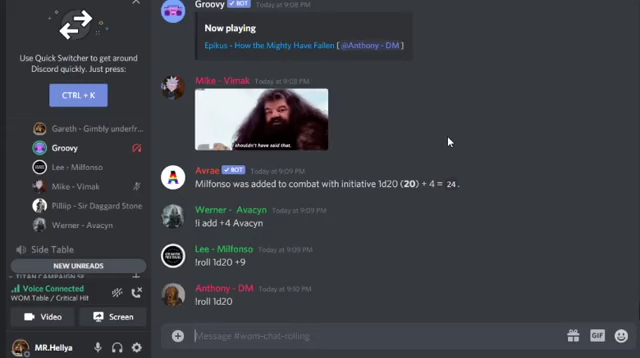 Use Quick Switcher to get around
Discord quickly. Just press:
CTRL + K
Gareth - Gimbly underfr...
Groovy
Lee - Milfonso
Mike - Vimak
Pilliip - Sir Daggard Stone
Werner - Avacyn
Side Table
NEW UNREADS
Voice Connected
WOM Table / Critical Hit
Video
Screen
MR.Hellya
Groovy BOT Today at 9:08 PM
Now playing
Epikus - How the Mighty Have Fallen [ @Anthony - DM ]
Mike - Vimak Today at 9:08 PM
shouldn't have said that.
Avrae BOT Today at 9:09 PM
Milfonso was added to combat with initiative 1d20 (20) + 4 = 24.
Werner - Avacyn Today at 9:09 PM
!i add +4 Avacyn
Lee - Milfonso Today at 9:09 PM
!roll 1d20 +9
Anthony - DM Today at 9:10 PM
!roll 1d20
Message #wom-chat-rolling
GIF